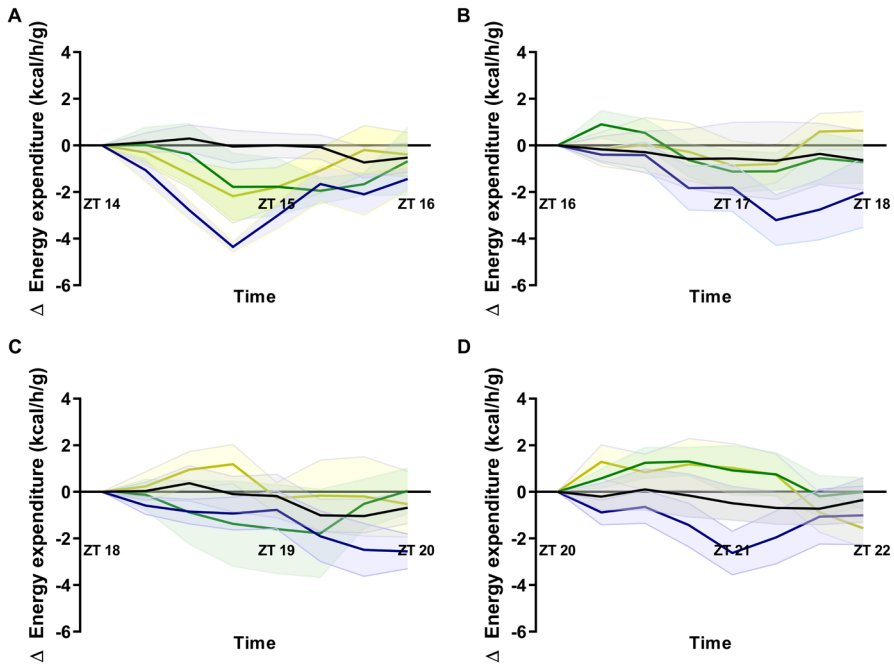 A
Δ Energy expenditure (kcal/h/g)
4
2
0
-2
-4
-6
ZT 14
ZT 15
ZT 16
Time
B
Δ Energy expenditure (kcal/h/g)
4
2
0
-2
-4
-6
ZT 16
ZT 17
ZT 18
Time
C
Δ Energy expenditure (kcal/h/g)
4
2
0
-2
-4
-6
ZT 18
ZT 19
ZT 20
Time
D
Δ Energy expenditure (kcal/h/g)
4
2
0
-2
-4
-6
ZT 20
ZT 21
ZT 22
Time